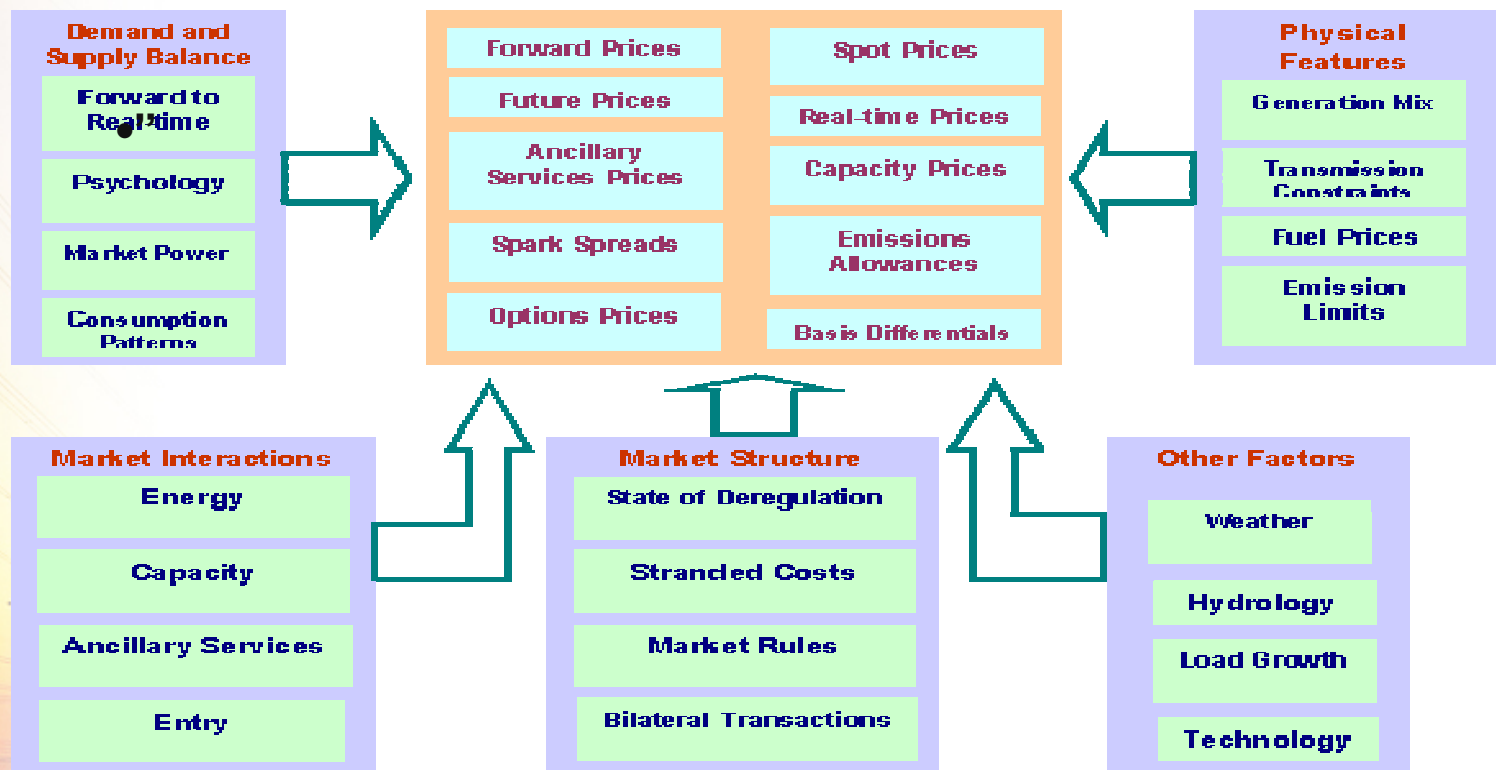 Demand and
Supply Balance
Forward to
Real-time
Psychology
Market Power
Consumption
Patterns
Forward Prices
Future Prices
Ancillary
Services Prices
Spark Spreads
Options Prices
Spot Prices
Real-time Prices
Capacity Prices
Emissions
Allowances
Basis Differentials
Physical
Features
Generation Mix
Transmission
Constraints
Fuel Prices
Emission
Limits
Market Interactions
Energy
Capacity
Ancillary Services
Entry
Market Structure
State of Deregulation
Stranded Costs
Market Rules
Bilateral Transactions
Other Factors
Weather
Hydrology
Load Growth
Technology